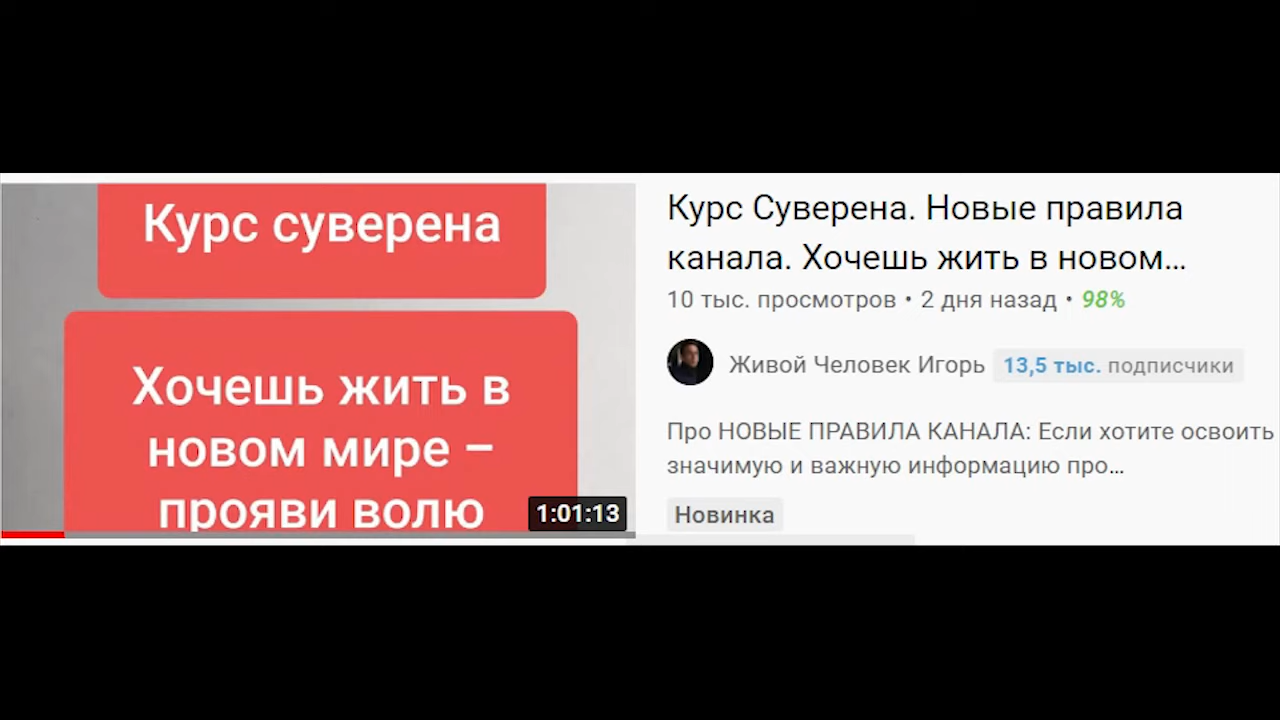 Курс суверена
Хочешь жить в
новом мире –
прояви волю
1:01:13
Курс Суверена. Новые правила
канала. Хочешь жить в новом...
10 тыс. просмотров • 2 дня назад • 98%
Живой Человек Игорь 13,5 тыс. подписчики
Про НОВЫЕ ПРАВИЛА КАНАЛА: Если хотите освоить
значимую и важную информацию про...
Новинка